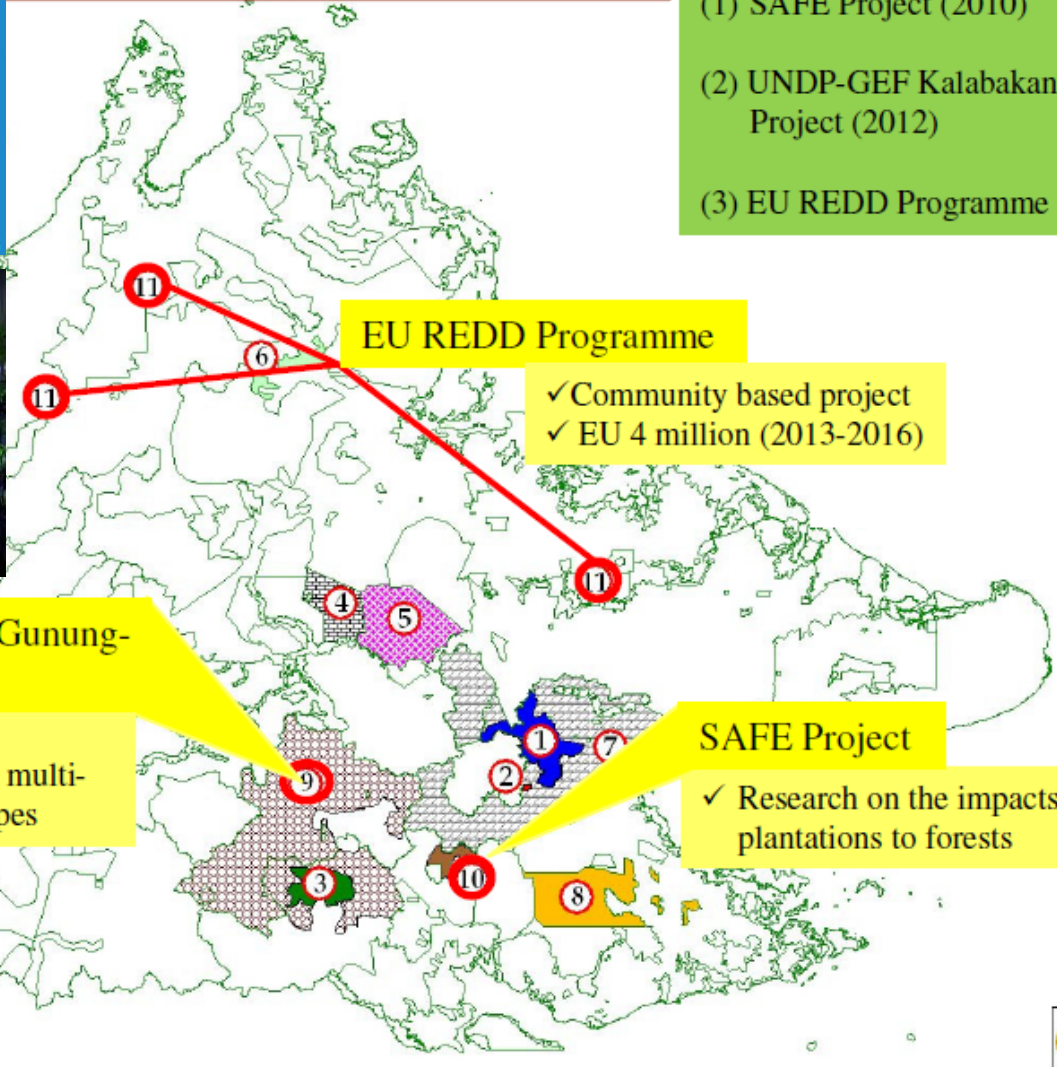 (1) SAFE Project (2010)
(2) UNDP-GEF Kalabakan
Project (2012)
(3) EU REDD Programme
11
EU REDD Programme
6
11
✓Community based project
✓ EU 4 million (2013-2016)
11
4
5
Gunung-
1
7
SAFE Project
2
9
multi-
pes
✓ Research on the impacts
plantations to forests
3
10
8